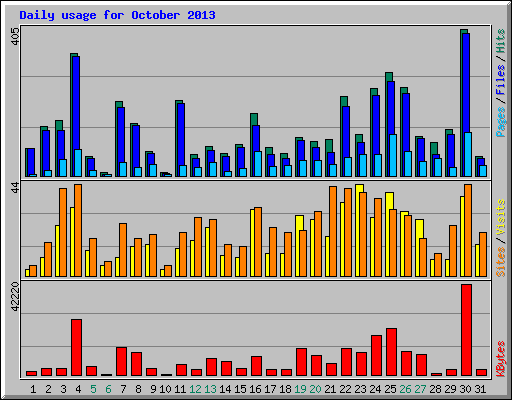 Daily usage for October 2013
405
Pages / Files / Hits
44
Sites / Visits
42220
KBytes
1 2 3 4 5 6 7 8 9 10 11 12 13 14 15 16 17 18 19 20 21 22 23 24 25 26 27 28 29 30 31